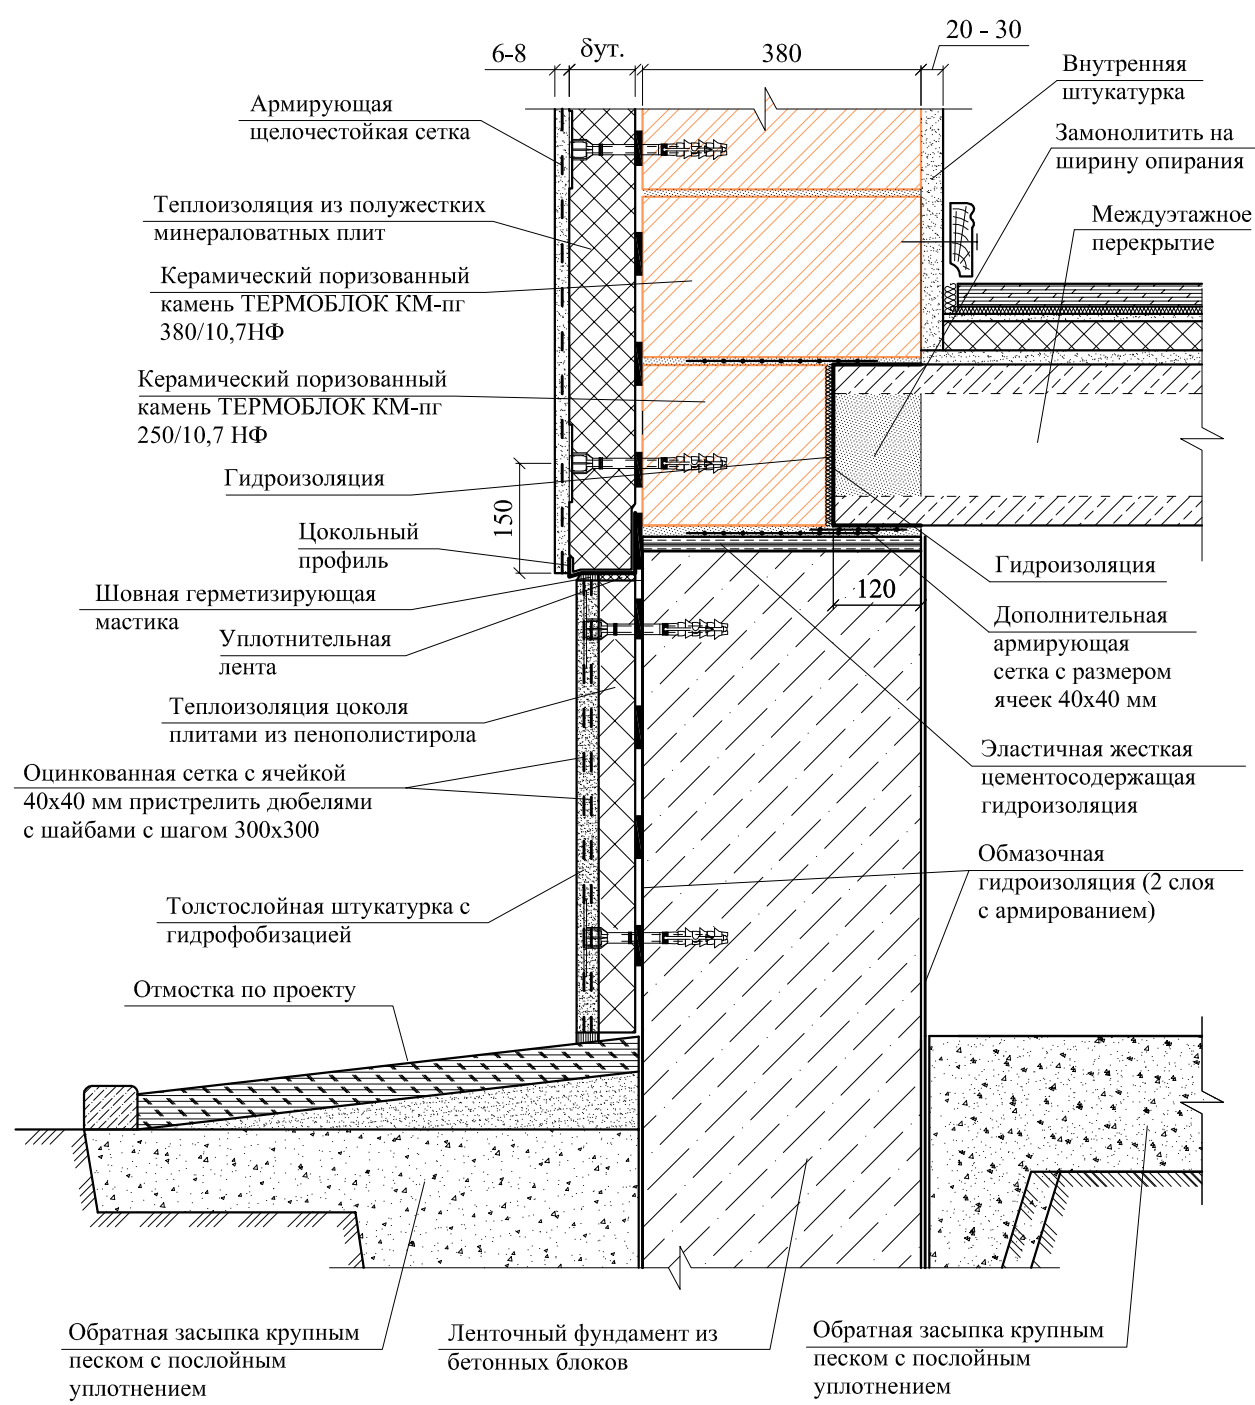 6-8
бут.
380
20 - 30
Армирующая
щелочестойкая сетка
Теплоизоляция из полужестких
минераловатных плит
Керамический поризованный
камень ТЕРМОБЛОК КМ-пг
380/10,7НФ
Керамический поризованный
камень ТЕРМОБЛОК КМ-пг
250/10,7 НФ
Гидроизоляция
150
Цокольный
профиль
Шовная герметизирующая
мастика
Уплотнительная
лента
Теплоизоляция цоколя
плитами из пенополистирола
Оцинкованная сетка с ячейкой
40х40 мм пристрелить дюбелями
с шайбами с шагом 300х300
Толстослойная штукатурка с
гидрофобизацией
Отмостка по проекту
Внутренняя
штукатурка
Замонолитить на
ширину опирания
Междуэтажное
перекрытие
Гидроизоляция
120
Дополнительная
армирующая
сетка с размером
ячеек 40х40 мм
Эластичная жесткая
цементосодержащая
гидроизоляция
Обмазочная
гидроизоляция (2 слоя
с армированием)
Обратная засыпка крупным
песком с послойным
уплотнением
Ленточный фундамент из
бетонных блоков
Обратная засыпка крупным
песком с послойным
уплотнением